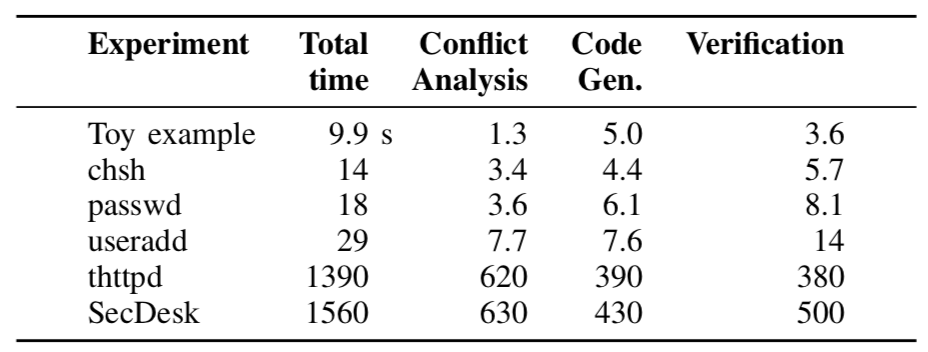 Experiment Total Conflict Code Verification
time Analysis Gen.
Toy example 9.9 s 1.3 5.0 3.6
chsh 14 3.4 4.4 5.7
passwd 18 3.6 6.1 8.1
useradd 29 7.7 7.6 14
thttpd 1390 620 390 380
SecDesk 1560 630 430 500